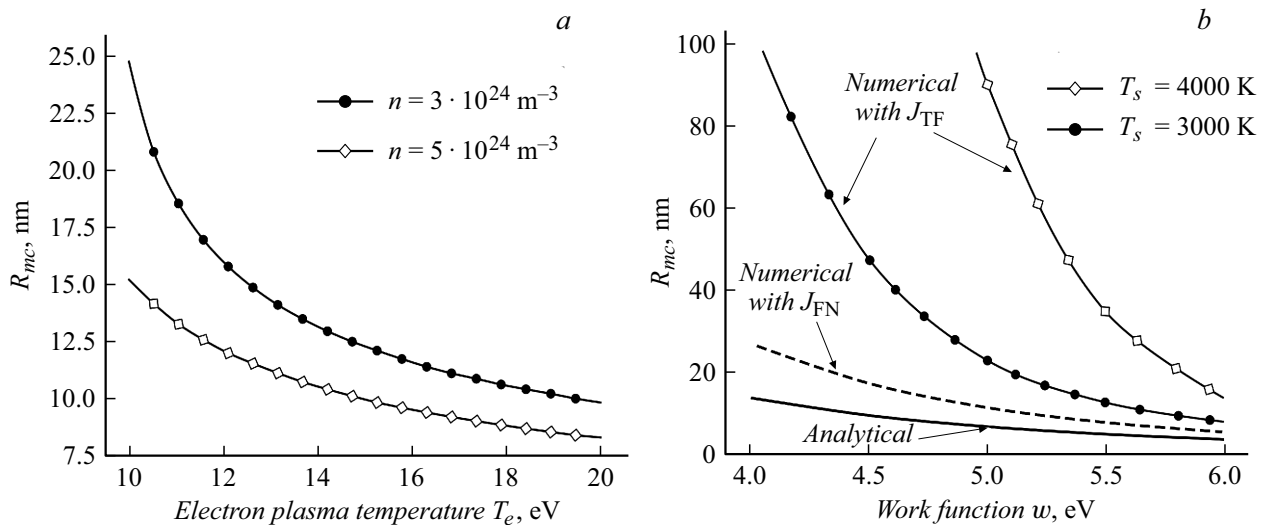 a
25.0
22.5
20.0
17.5
15.0
12.5
10.0
7.5
R_mc, nm
n = 3 · 10^24 m^–3
n = 5 · 10^24 m^–3
10 12 14 16 18 20
Electron plasma temperature T_e, eV
b
100
80
60
40
20
0
R_mc, nm
Numerical
with J_TF
T_s = 4000 K
T_s = 3000 K
Numerical
with J_FN
Analytical
4.0 4.5 5.0 5.5 6.0
Work function w, eV